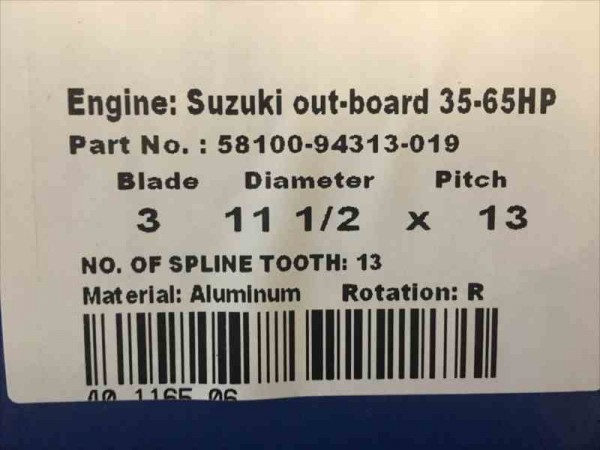 Engine: Suzuki out-board 35-65HP
Part No. : 58100-94313-019
Blade Diameter Pitch
3 11 1/2 x 13
NO. OF SPLINE TOOTH: 13
Material: Aluminum Rotation: R